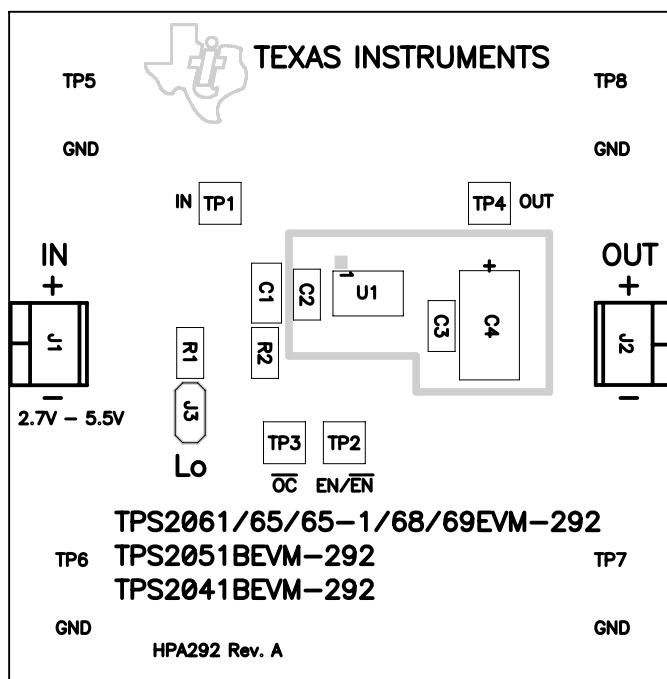 TEXAS INSTRUMENTS
TP5
TP8
GND
GND
IN TP1
TP4 OUT
IN
OUT
+
+
+
1
U1
C1
C2
C3
C4
J1
J2
R1
R2
−
−
2.7V − 5.5V
J3
Lo
TP3
TP2
O̅C̅
EN/E̅N̅
TPS2061/65/65−1/68/69EVM−292
TP6
TPS2051BEVM−292
TP7
TPS2041BEVM−292
GND
GND
HPA292 Rev. A